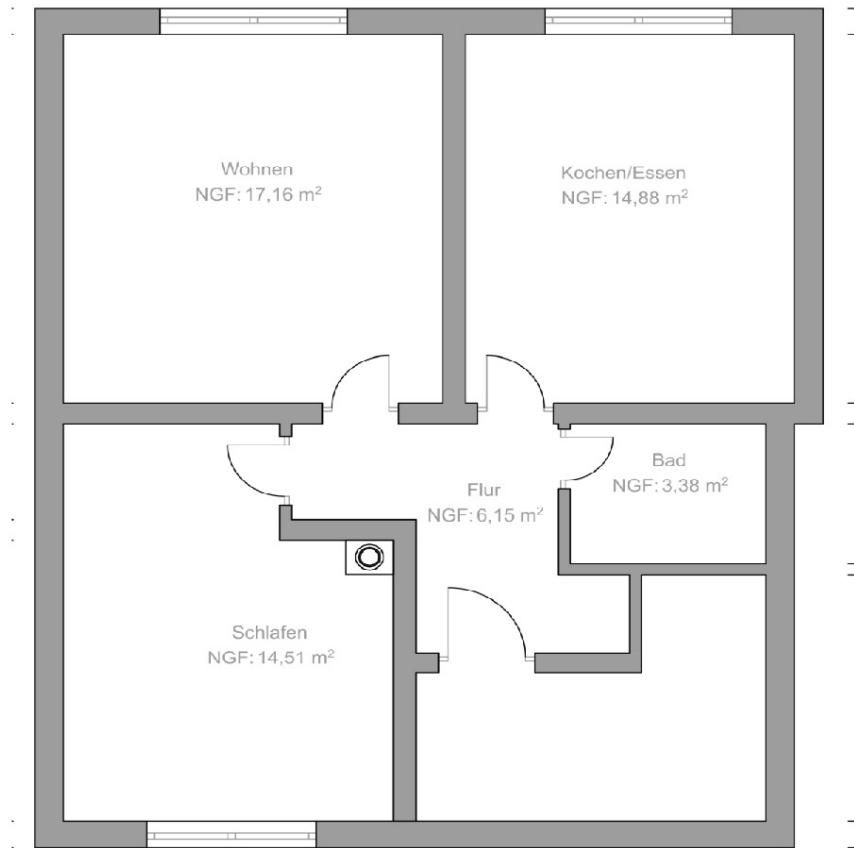 Wohnen
NGF: 17,16 m²
Kochen/Essen
NGF: 14,88 m²
Bad
NGF: 3,38 m²
Flur
NGF: 6,15 m²
Schlafen
NGF: 14,51 m²